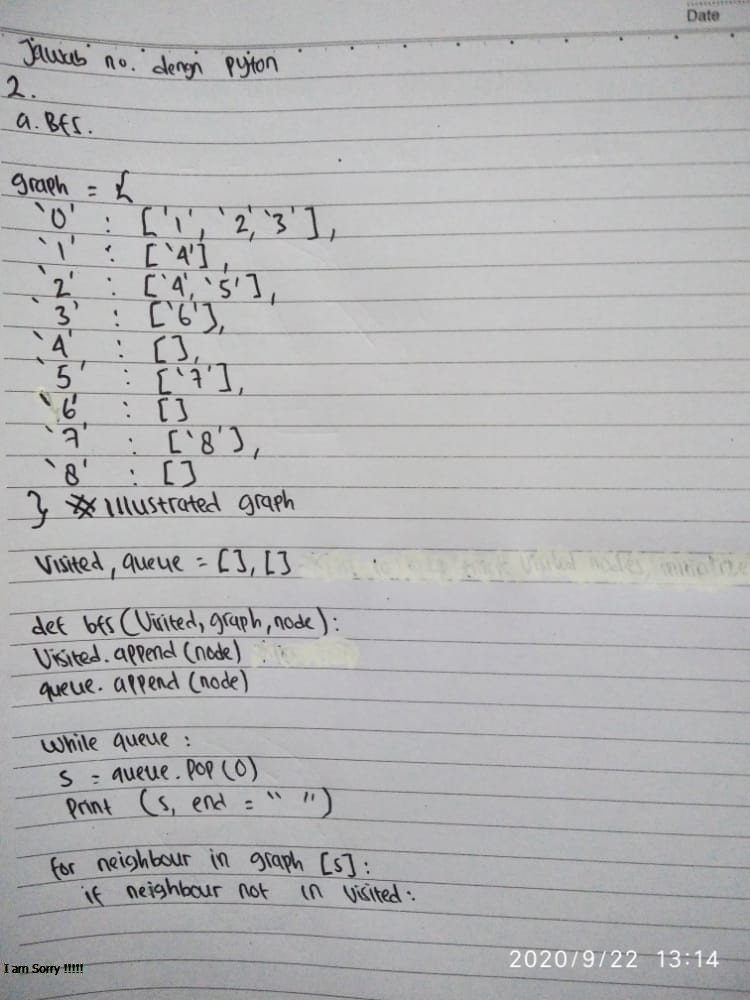 Date
Jawab no. dengn pyton
2.
a. Bfs.
graph = {
'0' : ['1', '2', '3'],
'1' : ['4'],
'2' : ['4', '5'],
'3' : ['6'],
'4' : [],
'5' : ['7'],
'6' : []
'7' : ['8'],
'8' : []
} # Illustrated graph
Visited, queue = [], []
def bfs (Visited, graph, node):
Visited. append (node)
queue. append (node)
While queue :
S = queue. POP (0)
Print (S, end = " ")
for neighbour in graph [s]:
if neighbour not in Visited:
2020/9/22 13:14
I am Sorry !!!!!